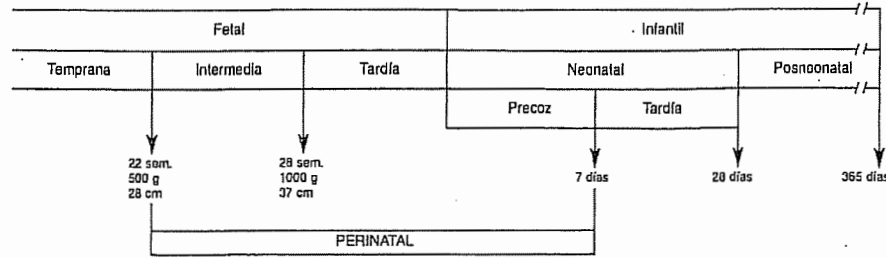 Fetal Infantil
Temprana Intermedia Tardía Neonatal Posneonatal
Precoz Tardía
22 sem. 28 sem.
500 g 1000 g 7 días 28 días 365 días
28 cm 37 cm
PERINATAL